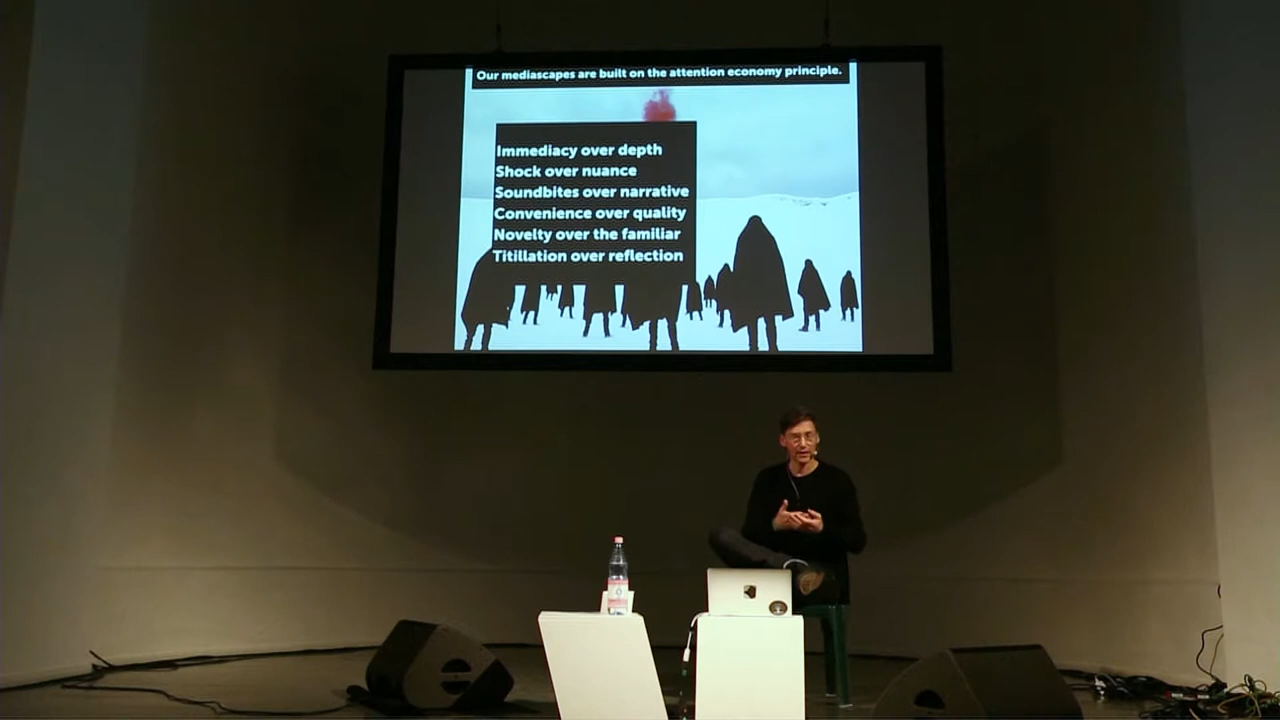 Our mediascapes are built on the attention economy principle.
Immediacy over depth
Shock over nuance
Soundbites over narrative
Convenience over quality
Novelty over the familiar
Titillation over reflection